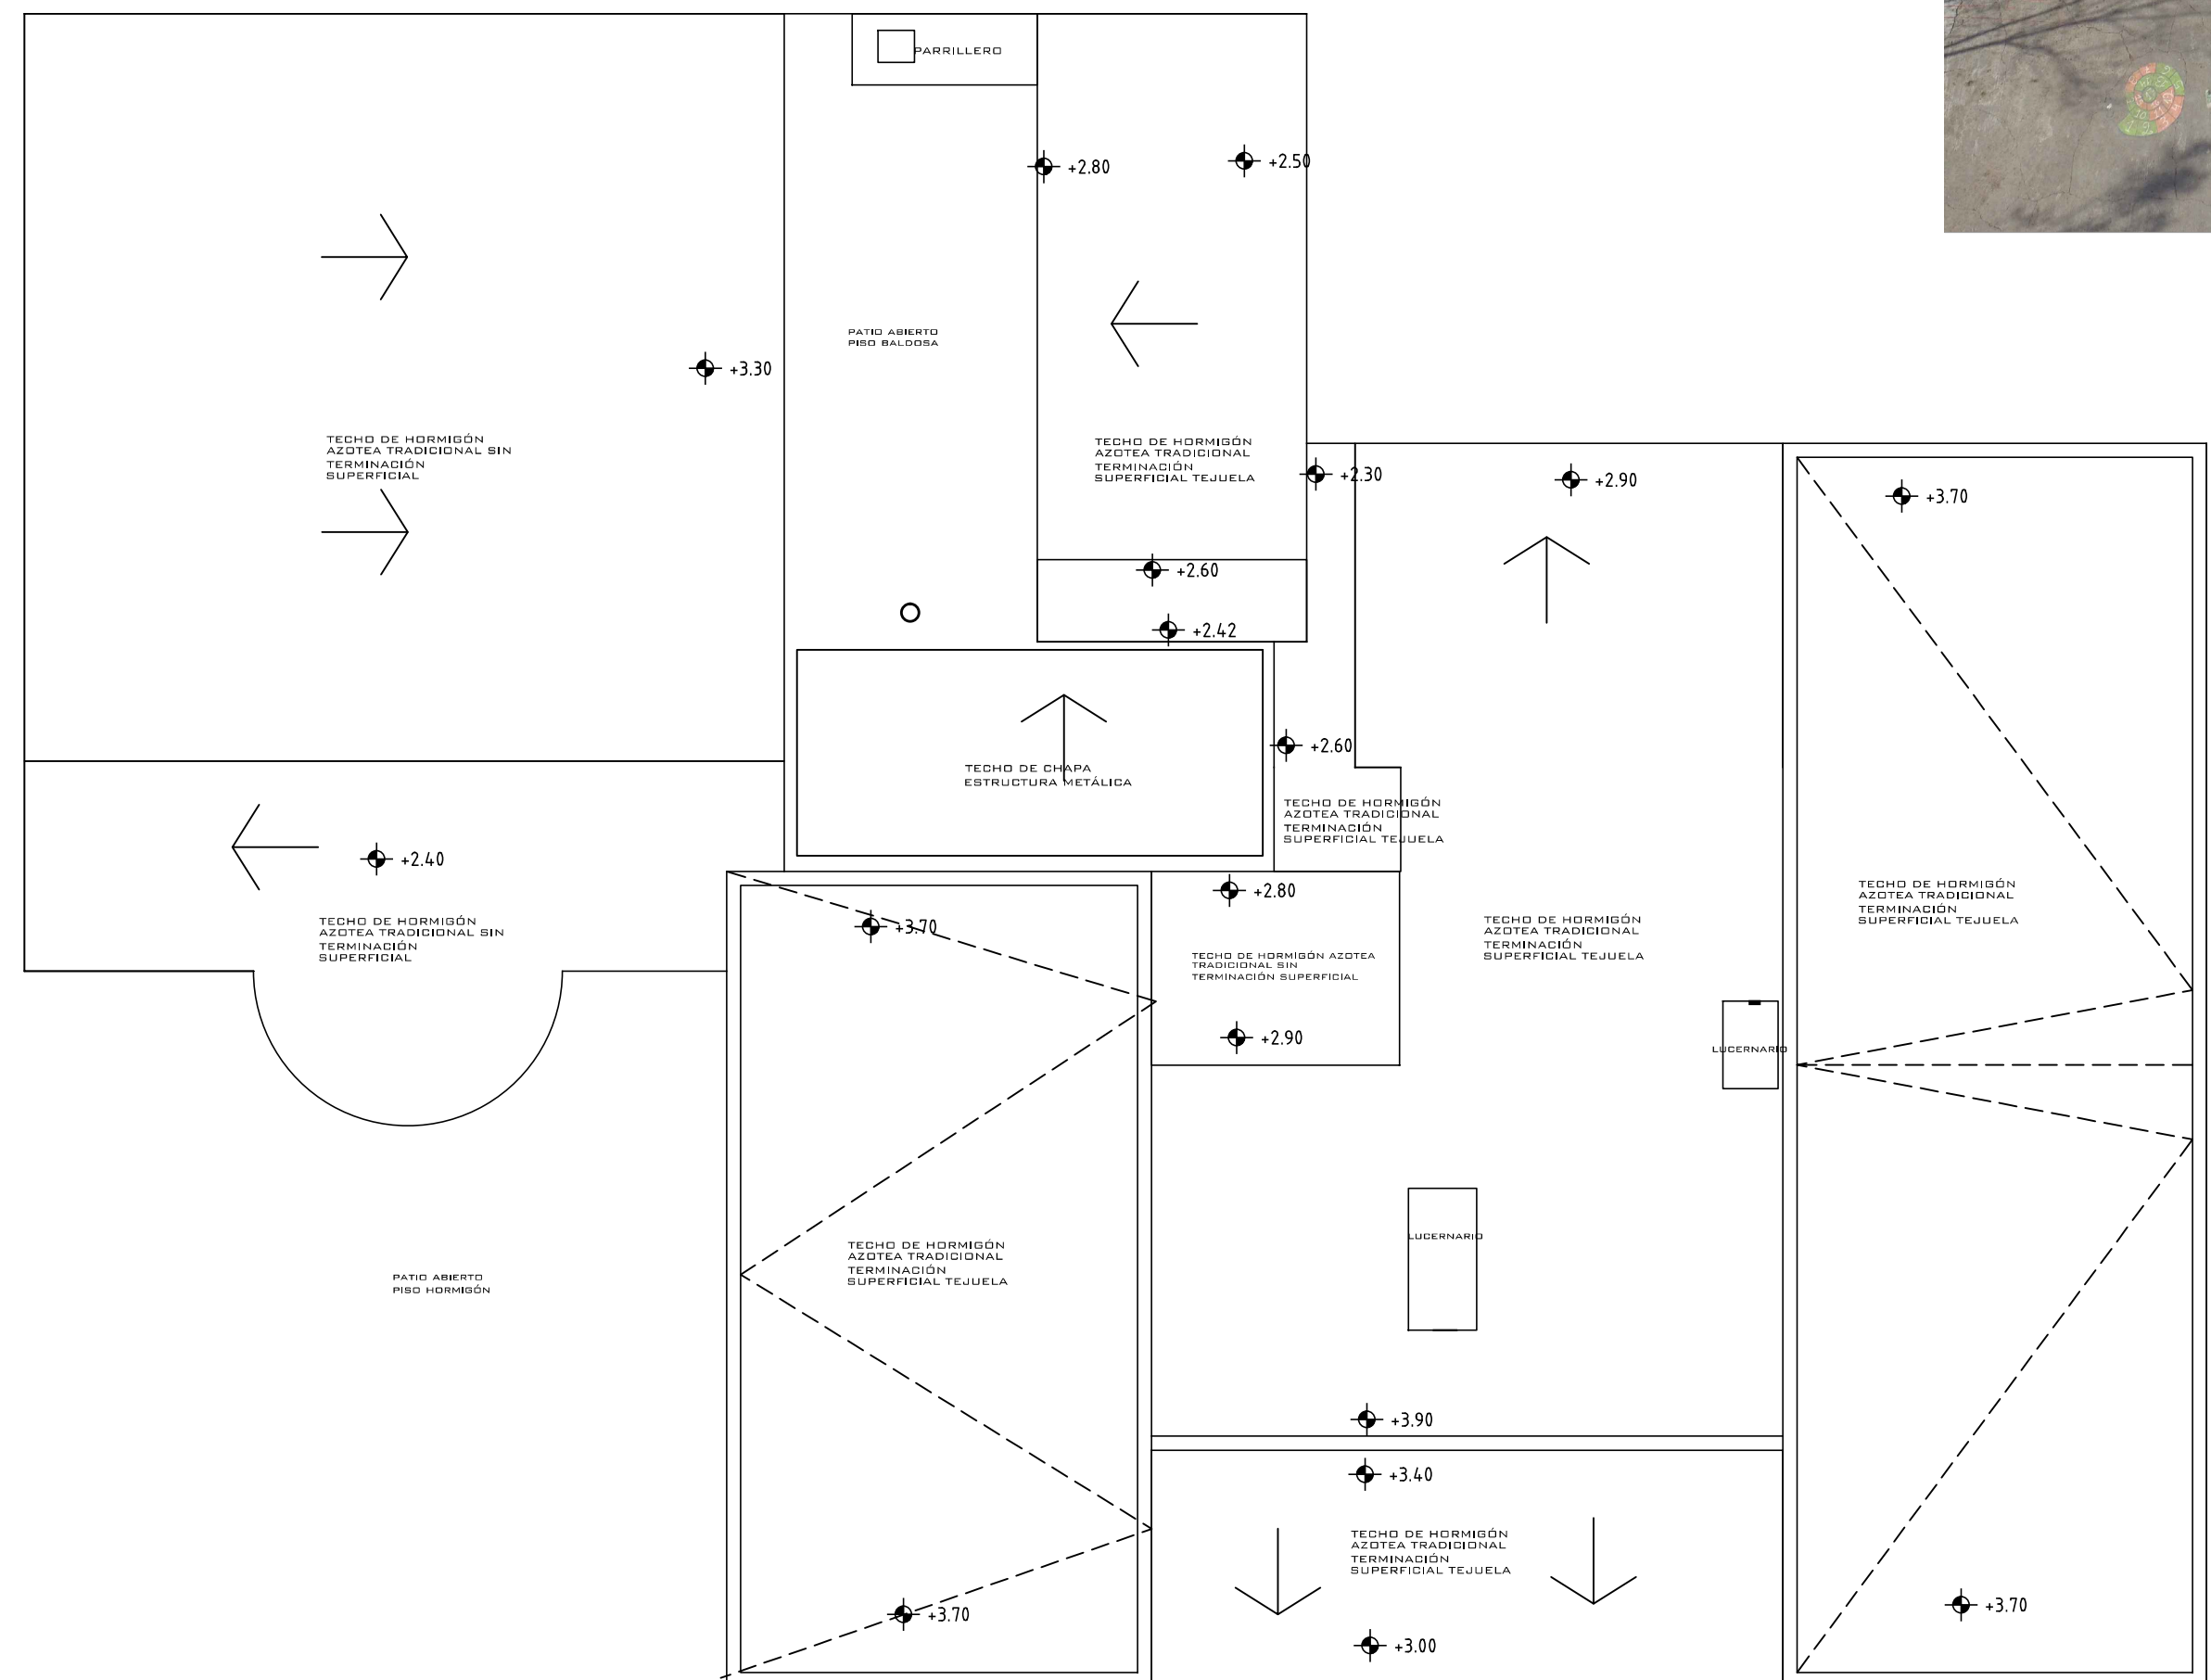 PARRILLERO
+2.80
+2.50
PATIO ABIERTO
PISO BALDOSA
+3.30
TECHO DE HORMIGÓN
AZOTEA TRADICIONAL SIN
TERMINACIÓN
SUPERFICIAL
TECHO DE HORMIGÓN
AZOTEA TRADICIONAL
TERMINACIÓN
SUPERFICIAL TEJUELA
+2.30
+2.90
+3.70
+2.60
+2.42
+2.60
TECHO DE CHAPA
ESTRUCTURA METÁLICA
TECHO DE HORMIGÓN
AZOTEA TRADICIONAL
TERMINACIÓN
SUPERFICIAL TEJUELA
+2.40
TECHO DE HORMIGÓN
AZOTEA TRADICIONAL SIN
TERMINACIÓN
SUPERFICIAL
+3.70
+2.80
TECHO DE HORMIGÓN AZOTEA
TRADICIONAL SIN
TERMINACIÓN SUPERFICIAL
+2.90
TECHO DE HORMIGÓN
AZOTEA TRADICIONAL
TERMINACIÓN
SUPERFICIAL TEJUELA
TECHO DE HORMIGÓN
AZOTEA TRADICIONAL
TERMINACIÓN
SUPERFICIAL TEJUELA
LUCERNARIO
LUCERNARIO
PATIO ABIERTO
PISO HORMIGÓN
TECHO DE HORMIGÓN
AZOTEA TRADICIONAL
TERMINACIÓN
SUPERFICIAL TEJUELA
+3.90
+3.40
TECHO DE HORMIGÓN
AZOTEA TRADICIONAL
TERMINACIÓN
SUPERFICIAL TEJUELA
+3.70
+3.00
+3.70